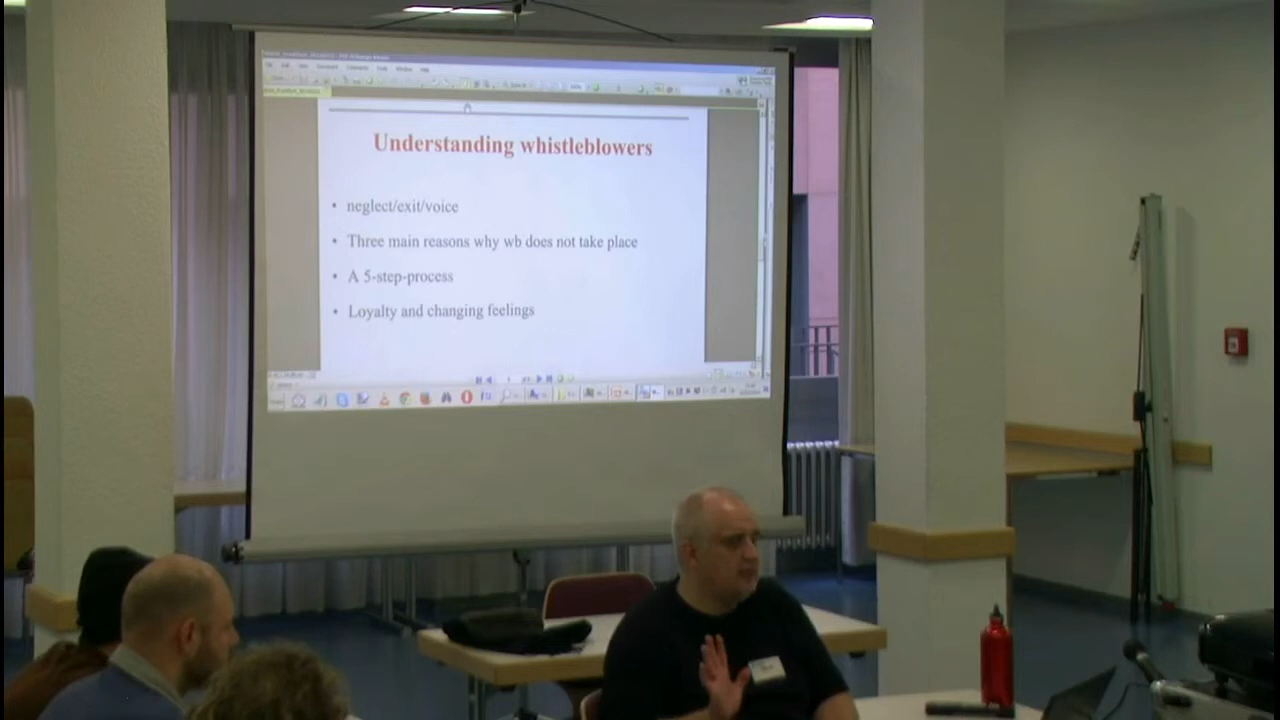 Understanding whistleblowers
• neglect/exit/voice
• Three main reasons why wb does not take place
• A 5-step-process
• Loyalty and changing feelings